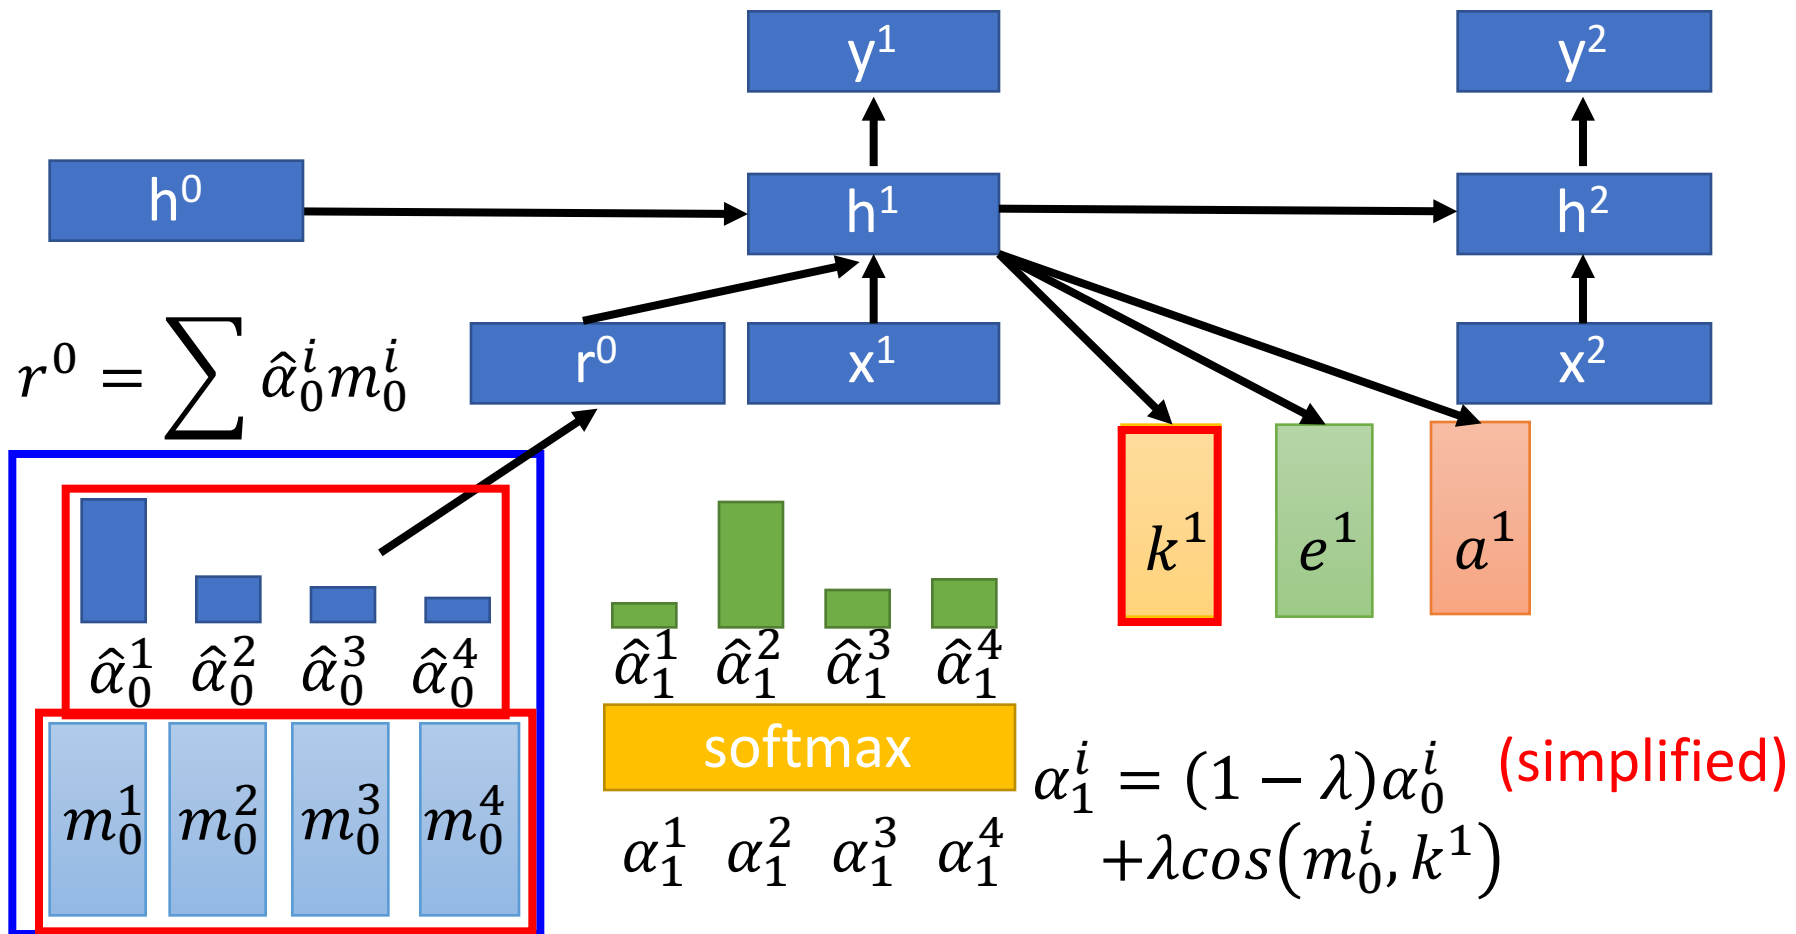 y¹ y²
h⁰ h¹ h²
r⁰ x¹ x²
r⁰ = ∑ α̂₀ⁱm₀ⁱ
k¹ e¹ a¹
α̂₀¹ α̂₀² α̂₀³ α̂₀⁴
α̂₁¹ α̂₁² α̂₁³ α̂₁⁴
softmax
m₀¹ m₀² m₀³ m₀⁴
α₁¹ α₁² α₁³ α₁⁴
α₁ⁱ = (1 − λ)α₀ⁱ (simplified)
+λcos(m₀ⁱ, k¹)